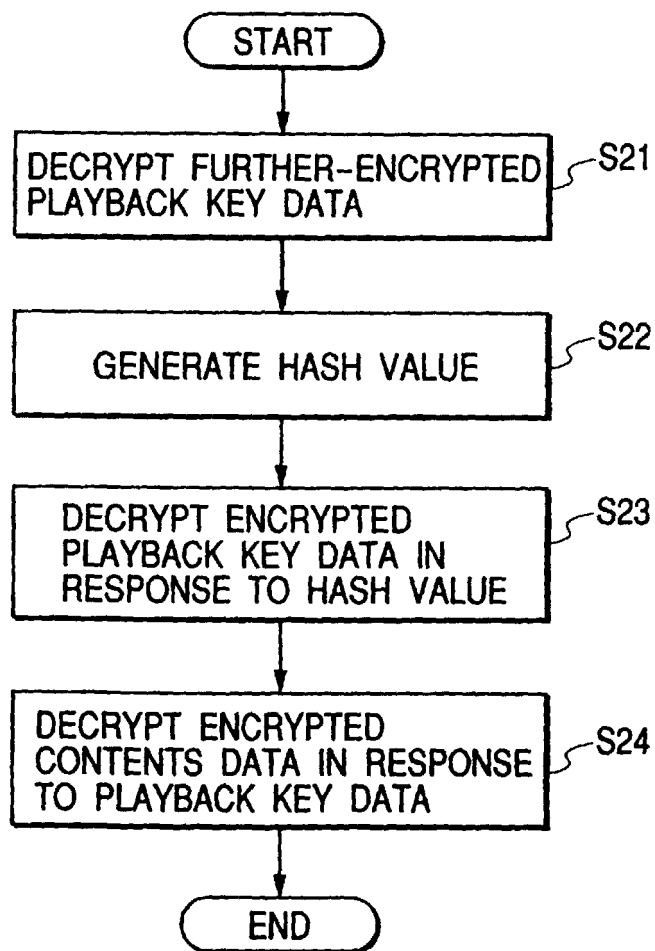 START
DECRYPT FURTHER-ENCRYPTED
PLAYBACK KEY DATA
S21
GENERATE HASH VALUE
S22
DECRYPT ENCRYPTED
PLAYBACK KEY DATA IN
RESPONSE TO HASH VALUE
S23
DECRYPT ENCRYPTED
CONTENTS DATA IN RESPONSE
TO PLAYBACK KEY DATA
S24
END